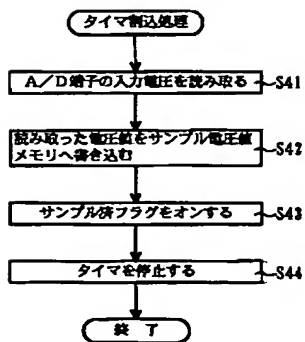 タイマ割込処理
A/D端子の入力電圧を読み取る S41
読み取った電圧値をサンプル電圧値
メモリへ書き込む S42
サンプル済フラグをオンする S43
タイマを停止する S44
終了